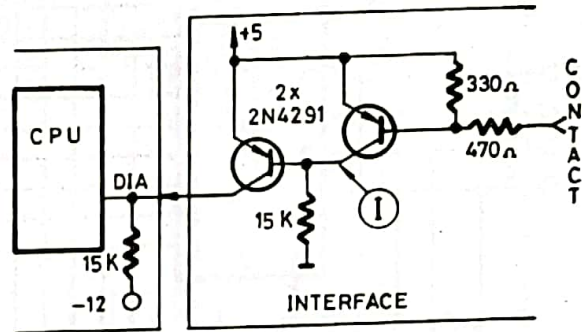 +5
CPU
2x
2N4291
330Ω
470Ω
CONTACT
DIA
15K
-12
15K
I
INTERFACE